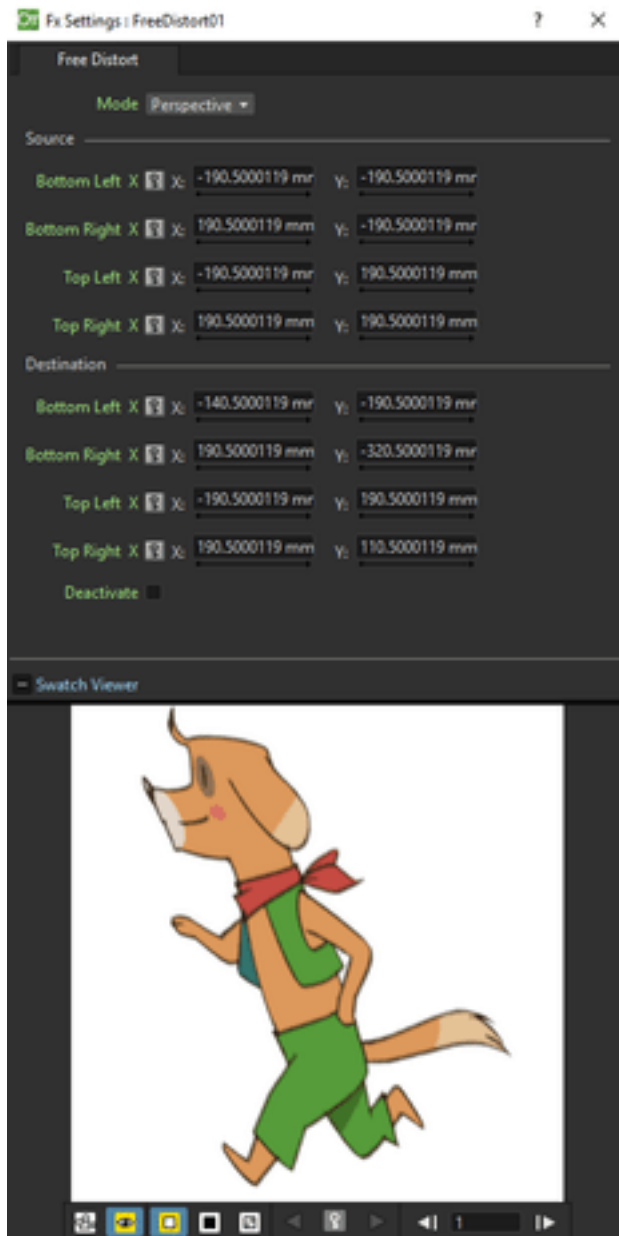 Fx Settings : FreeDistort01 ? ×
Free Distort
Mode Perspective
Source
Bottom Left X X: -190.5000119 mr Y: -190.5000119 mr
Bottom Right X X: 190.5000119 mm Y: -190.5000119 mr
Top Left X X: -190.5000119 mr Y: 190.5000119 mm
Top Right X X: 190.5000119 mm Y: 190.5000119 mm
Destination
Bottom Left X X: -140.5000119 mr Y: -190.5000119 mr
Bottom Right X X: 190.5000119 mm Y: -320.5000119 mr
Top Left X X: -190.5000119 mr Y: 190.5000119 mm
Top Right X X: 190.5000119 mm Y: 110.5000119 mm
Deactivate
Swatch Viewer
1